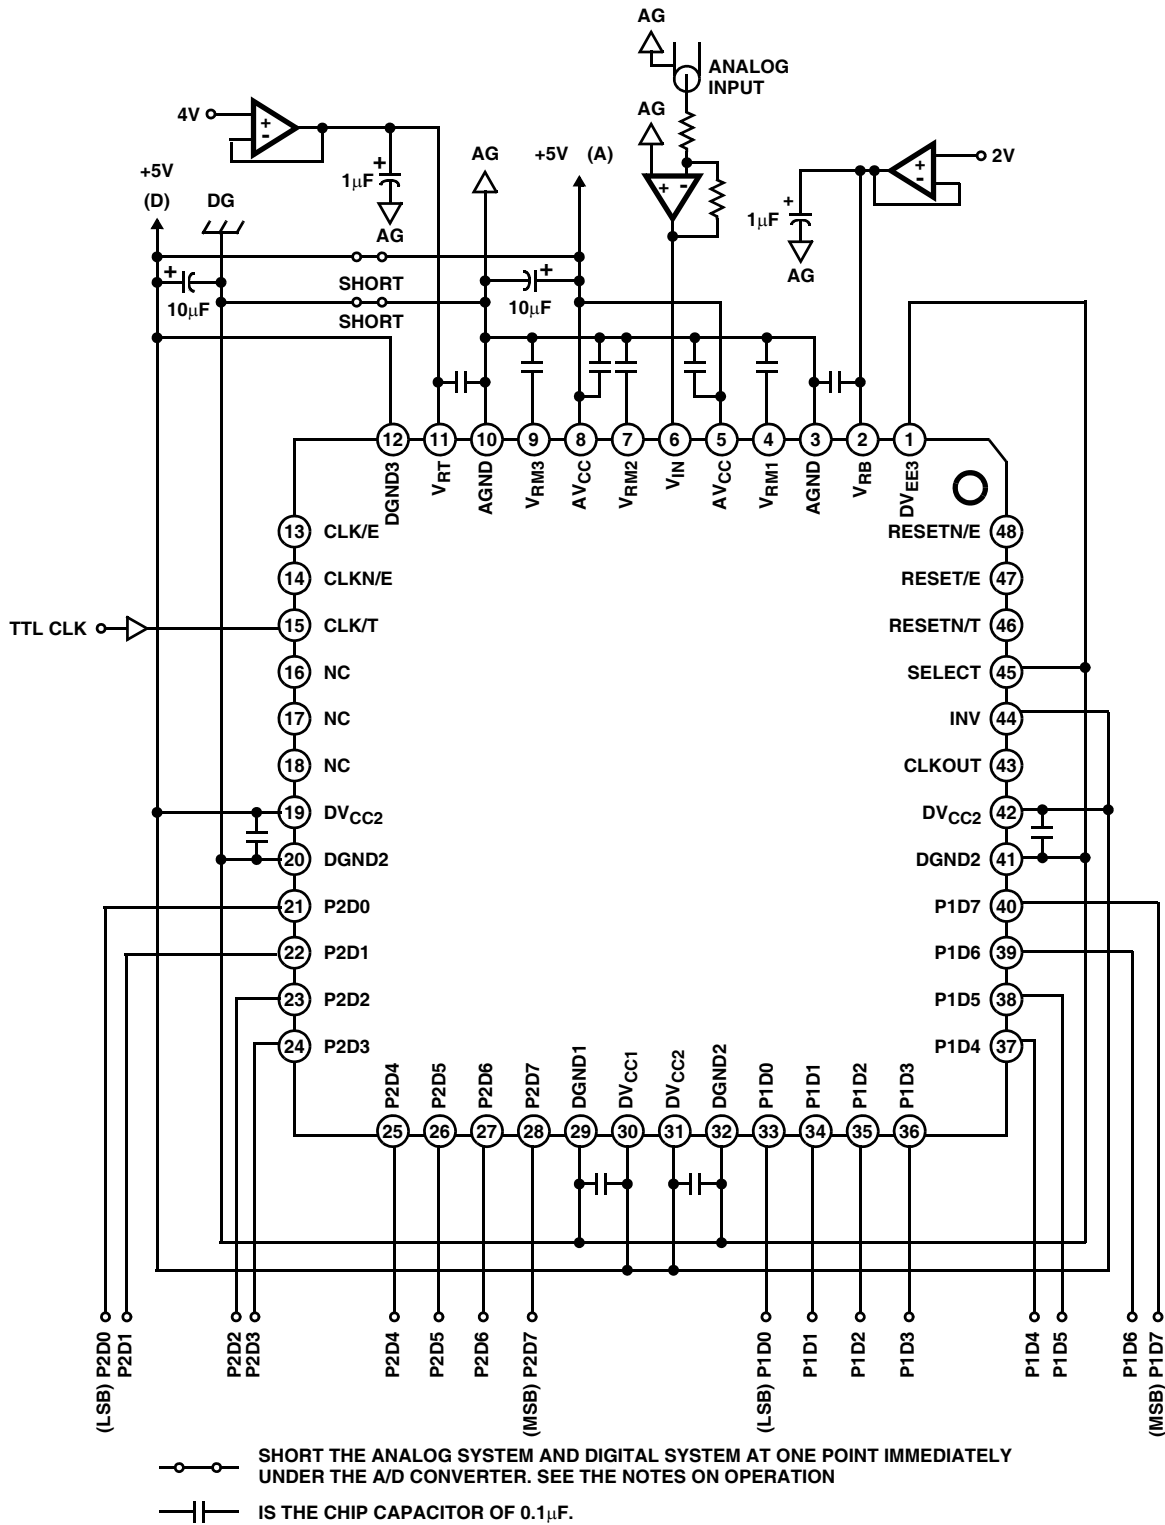 AG
ANALOG
INPUT
4V
+
-
AG
+5V
(D)
DG
+
1μF
AG
AG
+5V (A)
+ -
+
1μF
AG
+
-
2V
+
10μF
SHORT
+
10μF
SHORT
12 11 10 9 8 7 6 5 4 3 2 1
DGND3 VRT AGND VRM3 AVCC VRM2 VIN AVCC VRM1 AGND VRB DVEE3
13 CLK/E
14 CLKN/E
TTL CLK 15 CLK/T
16 NC
17 NC
18 NC
19 DVCC2
20 DGND2
21 P2D0
22 P2D1
23 P2D2
24 P2D3
RESETN/E 48
RESET/E 47
RESETN/T 46
SELECT 45
INV 44
CLKOUT 43
DVCC2 42
DGND2 41
P1D7 40
P1D6 39
P1D5 38
P1D4 37
P2D4 P2D5 P2D6 P2D7 DGND1 DVCC1 DVCC2 DGND2 P1D0 P1D1 P1D2 P1D3
25 26 27 28 29 30 31 32 33 34 35 36
(LSB) P2D0
P2D1
P2D2
P2D3
P2D4
P2D5
P2D6
(MSB) P2D7
(LSB) P1D0
P1D1
P1D2
P1D3
P1D4
P1D5
P1D6
(MSB) P1D7
SHORT THE ANALOG SYSTEM AND DIGITAL SYSTEM AT ONE POINT IMMEDIATELY
UNDER THE A/D CONVERTER. SEE THE NOTES ON OPERATION
IS THE CHIP CAPACITOR OF 0.1μF.